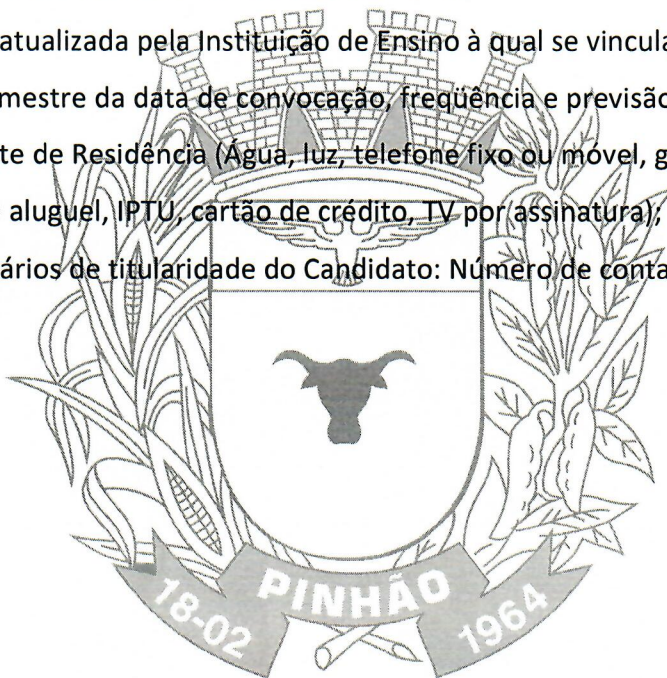 atualizada pela Instituição de Ensino à qual se vincula
mestre da data de convocação, freqüência e previsão
te de Residência (Água, luz, telefone fixo ou móvel, g
aluguel, IPTU, cartão de crédito, TV por assinatura);
ários de titularidade do Candidato: Número de conta
18-02
PINHÃO
1964